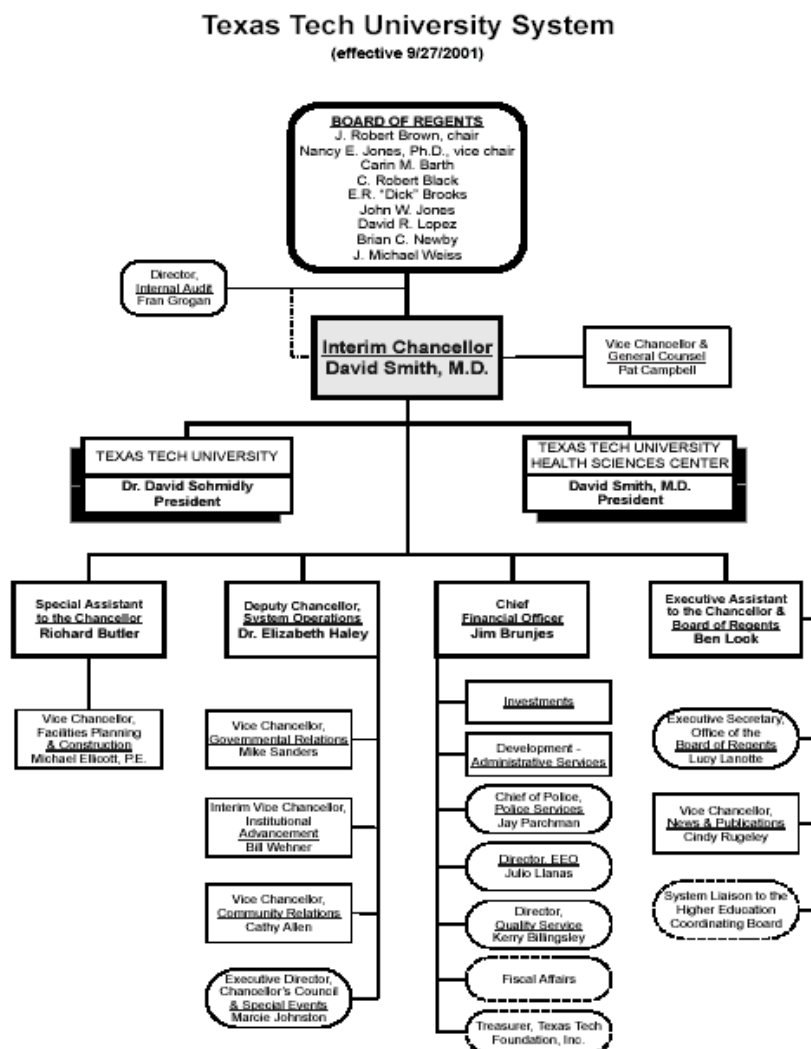 Texas Tech University System
(effective 9/27/2001)
BOARD OF REGENTS
J. Robert Brown, chair
Nancy E. Jones, Ph.D., vice chair
Carin M. Barth
C. Robert Black
E.R. "Dick" Brooks
John W. Jones
David R. Lopez
Brian C. Newby
J. Michael Weiss
Director,
Internal Audit
Fran Grogan
Interim Chancellor
David Smith, M.D.
Vice Chancellor &
General Counsel
Pat Campbell
TEXAS TECH UNIVERSITY
Dr. David Schmidly
President
TEXAS TECH UNIVERSITY
HEALTH SCIENCES CENTER
David Smith, M.D.
President
Special Assistant
to the Chancellor
Richard Butler
Vice Chancellor,
Facilities Planning
& Construction
Michael Ellicott, P.E.
Deputy Chancellor,
System Operations
Dr. Elizabeth Haley
Vice Chancellor,
Governmental Relations
Mike Sanders
Interim Vice Chancellor,
Institutional
Advancement
Bill Wehner
Vice Chancellor,
Community Relations
Cathy Allen
Executive Director,
Chancellor's Council
& Special Events
Marcie Johnston
Chief
Financial Officer
Jim Brunjes
Investments
Development -
Administrative Services
Chief of Police,
Police Services
Jay Parchman
Director, EEO
Julio Llanas
Director,
Quality Service
Kerry Billingsley
Fiscal Affairs
Treasurer, Texas Tech
Foundation, Inc.
Executive Assistant
to the Chancellor &
Board of Regents
Ben Lock
Executive Secretary,
Office of the
Board of Regents
Lucy Lanotte
Vice Chancellor,
News & Publications
Cindy Rugeley
System Liaison to the
Higher Education
Coordinating Board